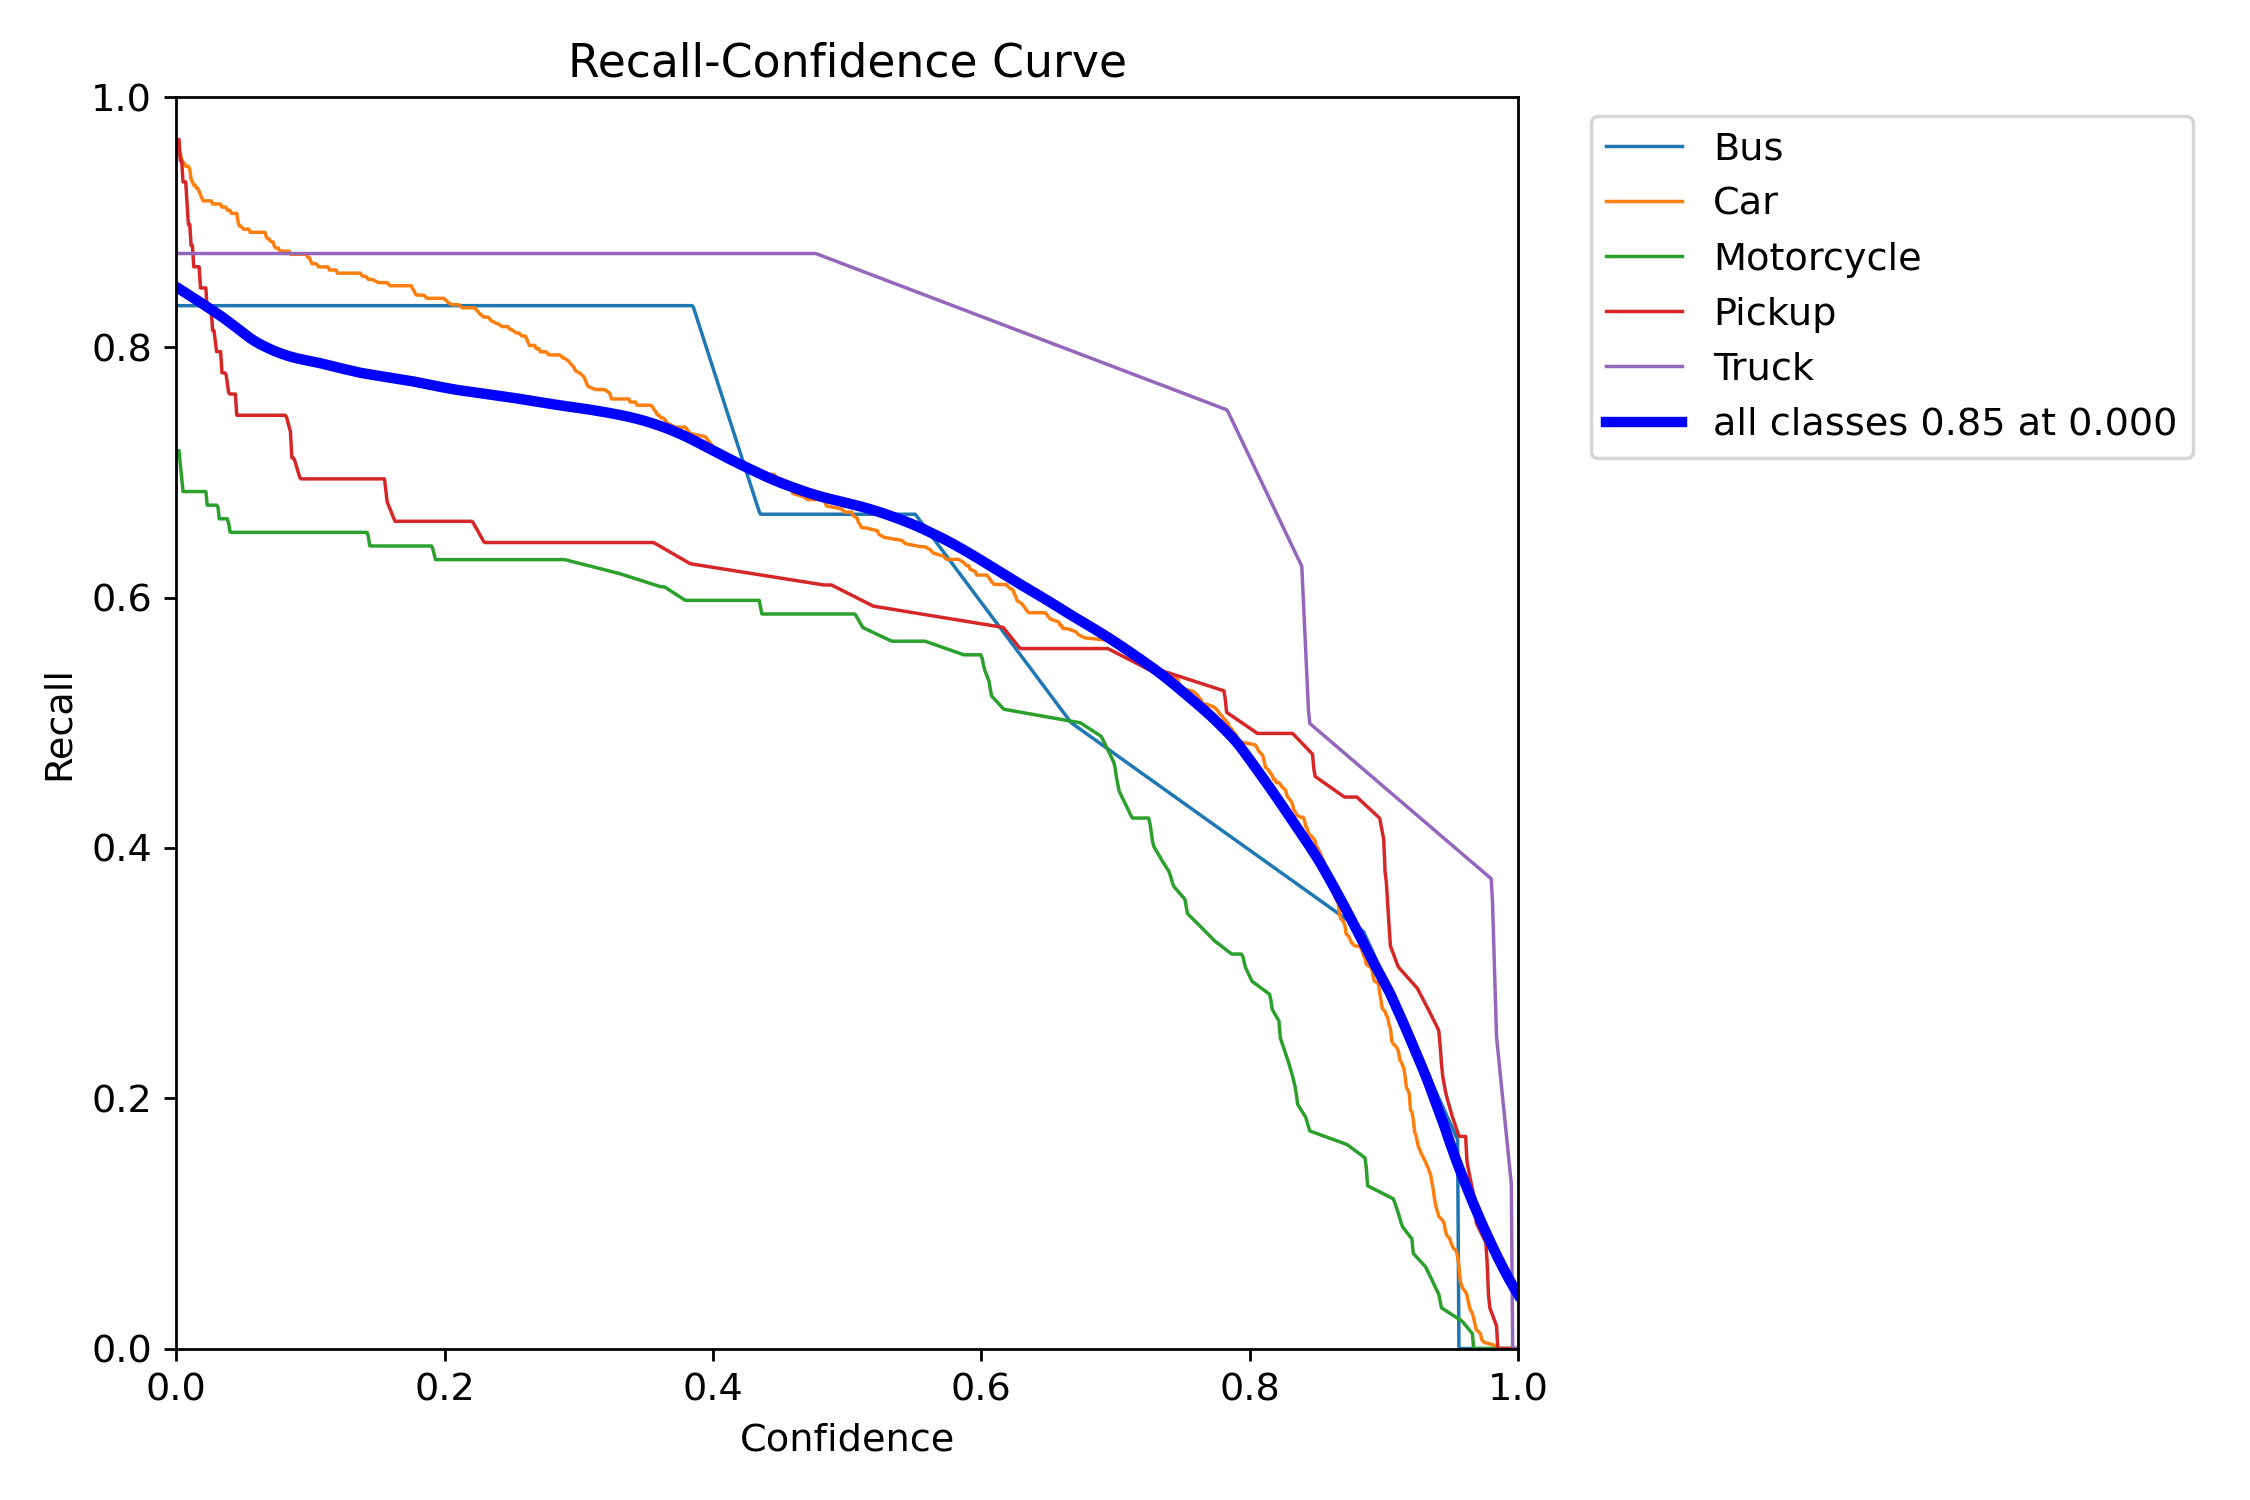 Recall-Confidence Curve
1.0
0.8
0.6
0.4
0.2
0.0
Recall
0.0 0.2 0.4 0.6 0.8 1.0
Confidence
Bus
Car
Motorcycle
Pickup
Truck
all classes 0.85 at 0.000